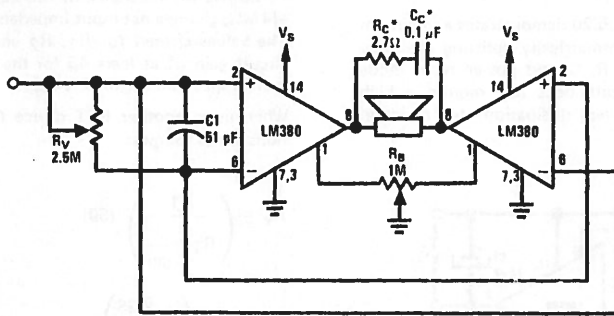 Vs
14
2
+
LM380
6
−
7,3
1
8
C1
51 pF
RV
2.5M
RC*
2.7Ω
CC*
0.1 μF
RB
1M
Vs
14
2
+
LM380
6
−
7,3
1
8